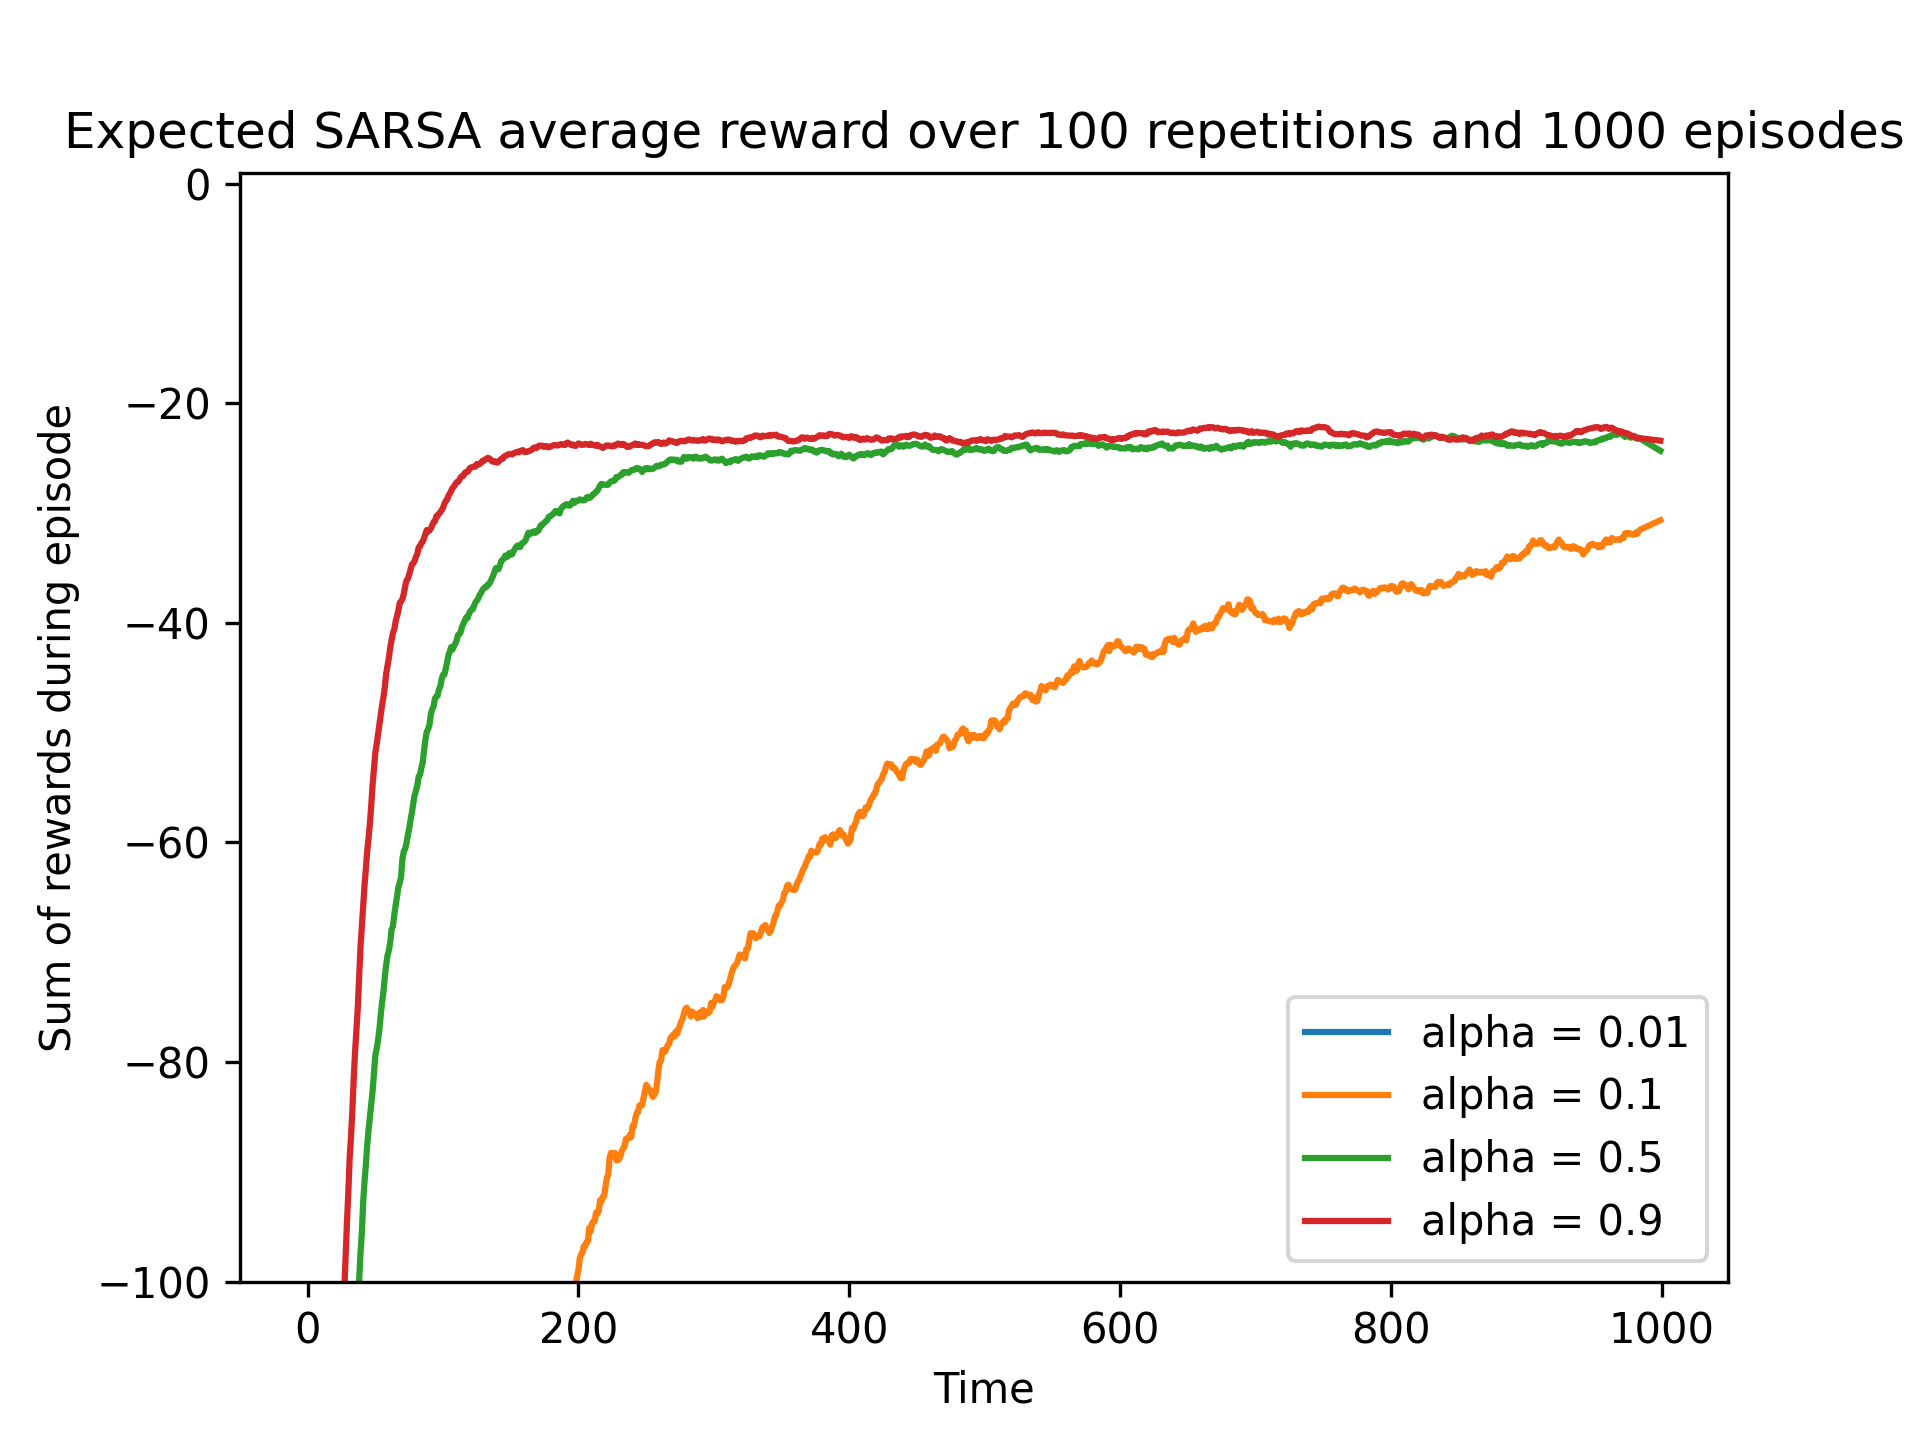 Expected SARSA average reward over 100 repetitions and 1000 episodes
0
−20
−40
−60
−80
−100
Sum of rewards during episode
alpha = 0.01
alpha = 0.1
alpha = 0.5
alpha = 0.9
0 200 400 600 800 1000
Time